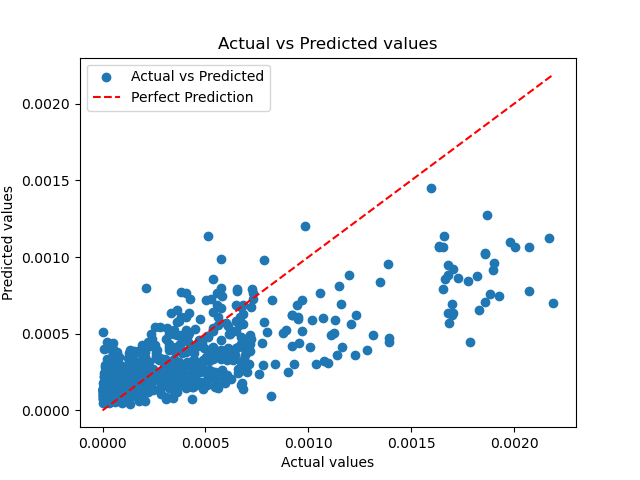 Actual vs Predicted values
Actual vs Predicted
Perfect Prediction
0.0020
0.0015
0.0010
0.0005
0.0000
Predicted values
0.0000 0.0005 0.0010 0.0015 0.0020
Actual values